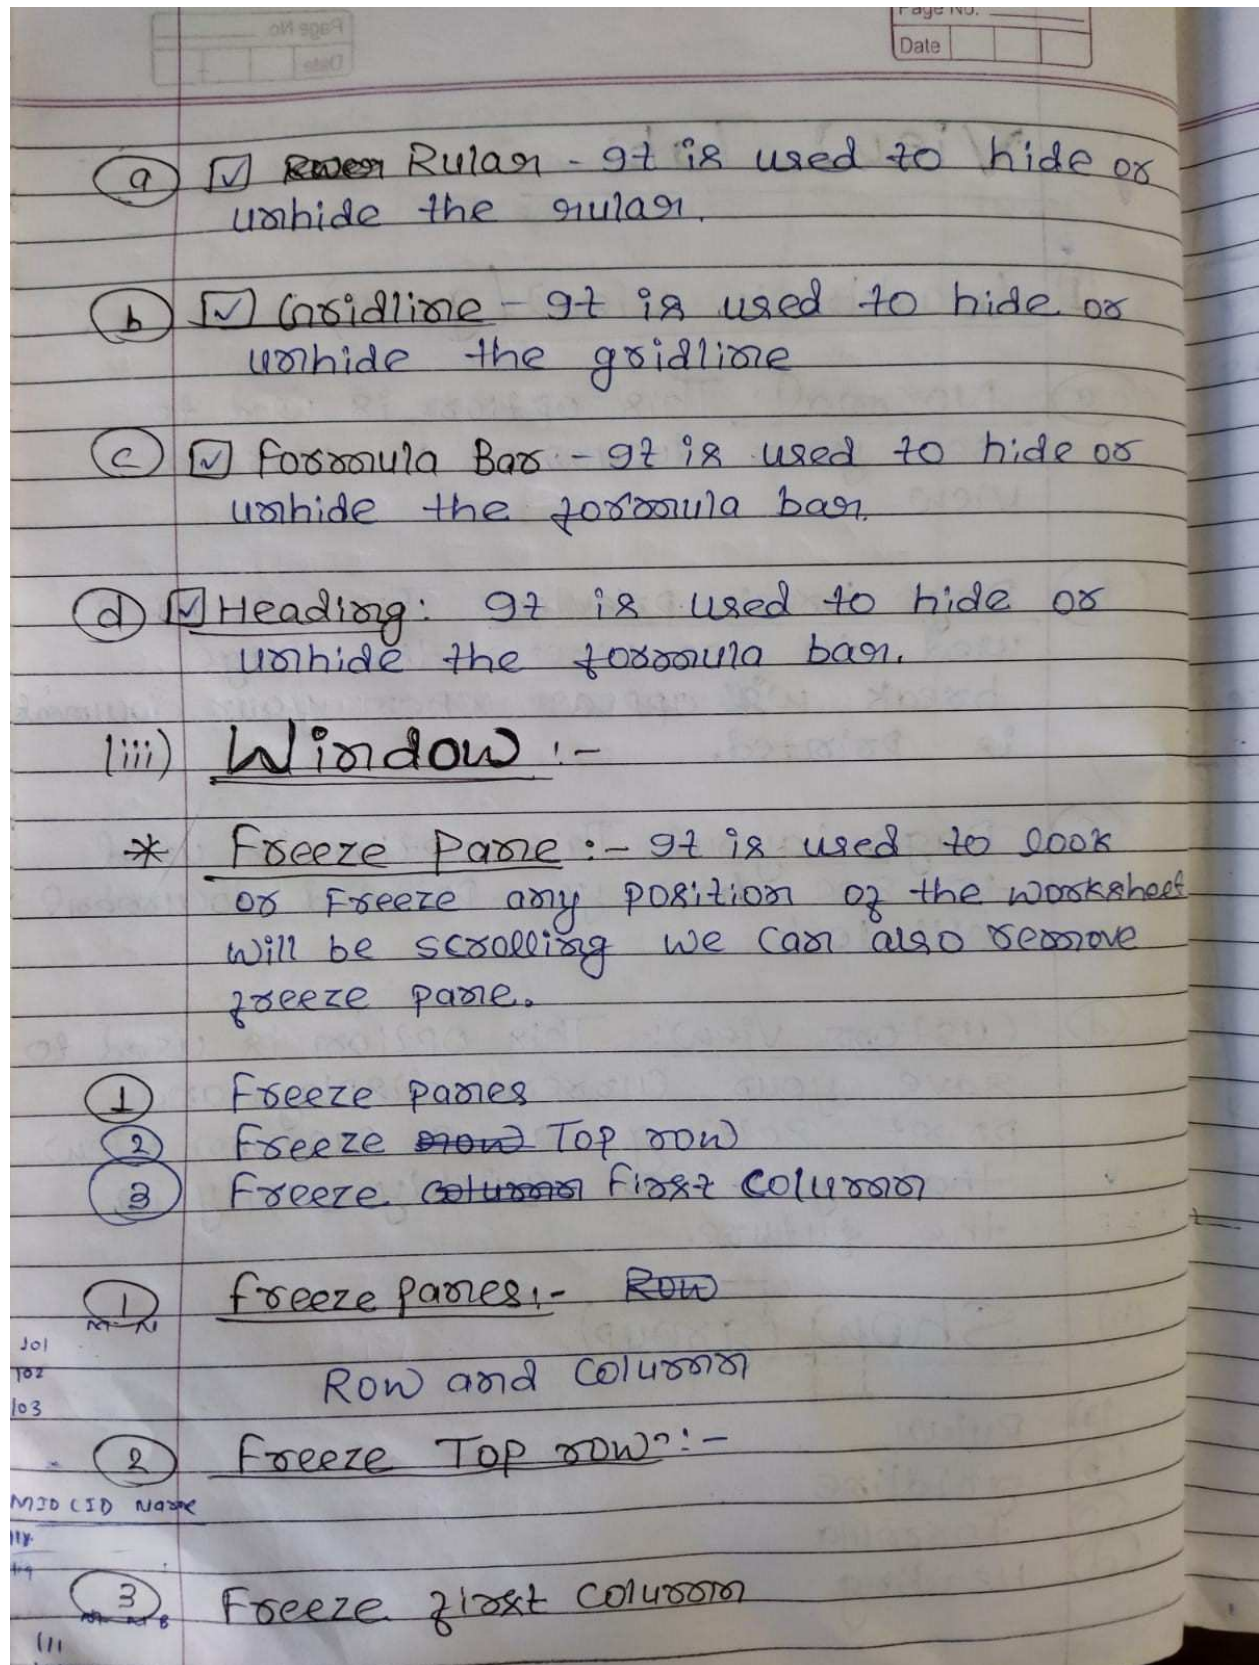 Page No.
Date
(a) ☑ Rular - It is used to hide or
unhide the rular.
(b) ☑ Gridline - It is used to hide or
unhide the gridline
(c) ☑ Formula Bar - It is used to hide or
unhide the formula bar.
(d) ☑ Heading: It is used to hide or
unhide the formula bar.
(iii) Window :-
* Freeze Pane :- It is used to look
or Freeze any position of the worksheet
will be scrolling we can also remove
freeze pane.
1 Freeze panes
2 Freeze row Top row
3 Freeze column First column
1 Freeze panes:- Row
101
102
103
Row and column
2 Freeze Top row :-
MID CID Name
3 Freeze first column